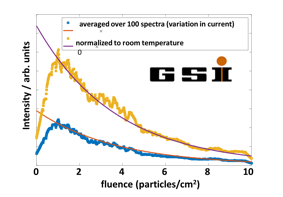 averaged over 100 spectra (variation in current)
normalized to room temperature
0
GSi
Intensity / arb. units
0 2 4 6 8 10
fluence (particles/cm²)